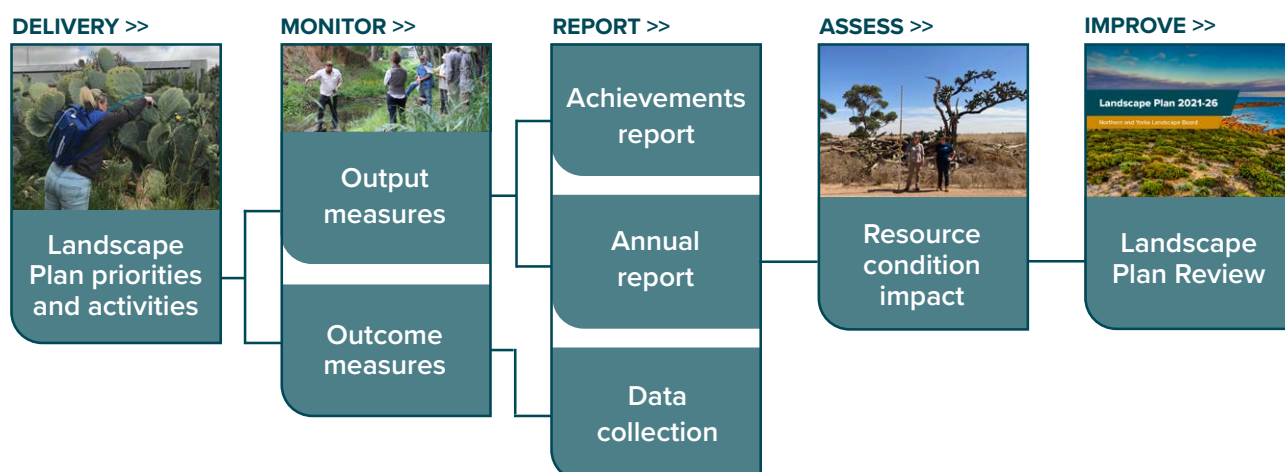 DELIVERY >>
Landscape
Plan priorities
and activities
MONITOR >>
Output
measures
Outcome
measures
REPORT >>
Achievements
report
Annual
report
Data
collection
ASSESS >>
Resource
condition
impact
IMPROVE >>
Landscape Plan 2021-26
Northern and Yorke Landscape Board
Landscape
Plan Review